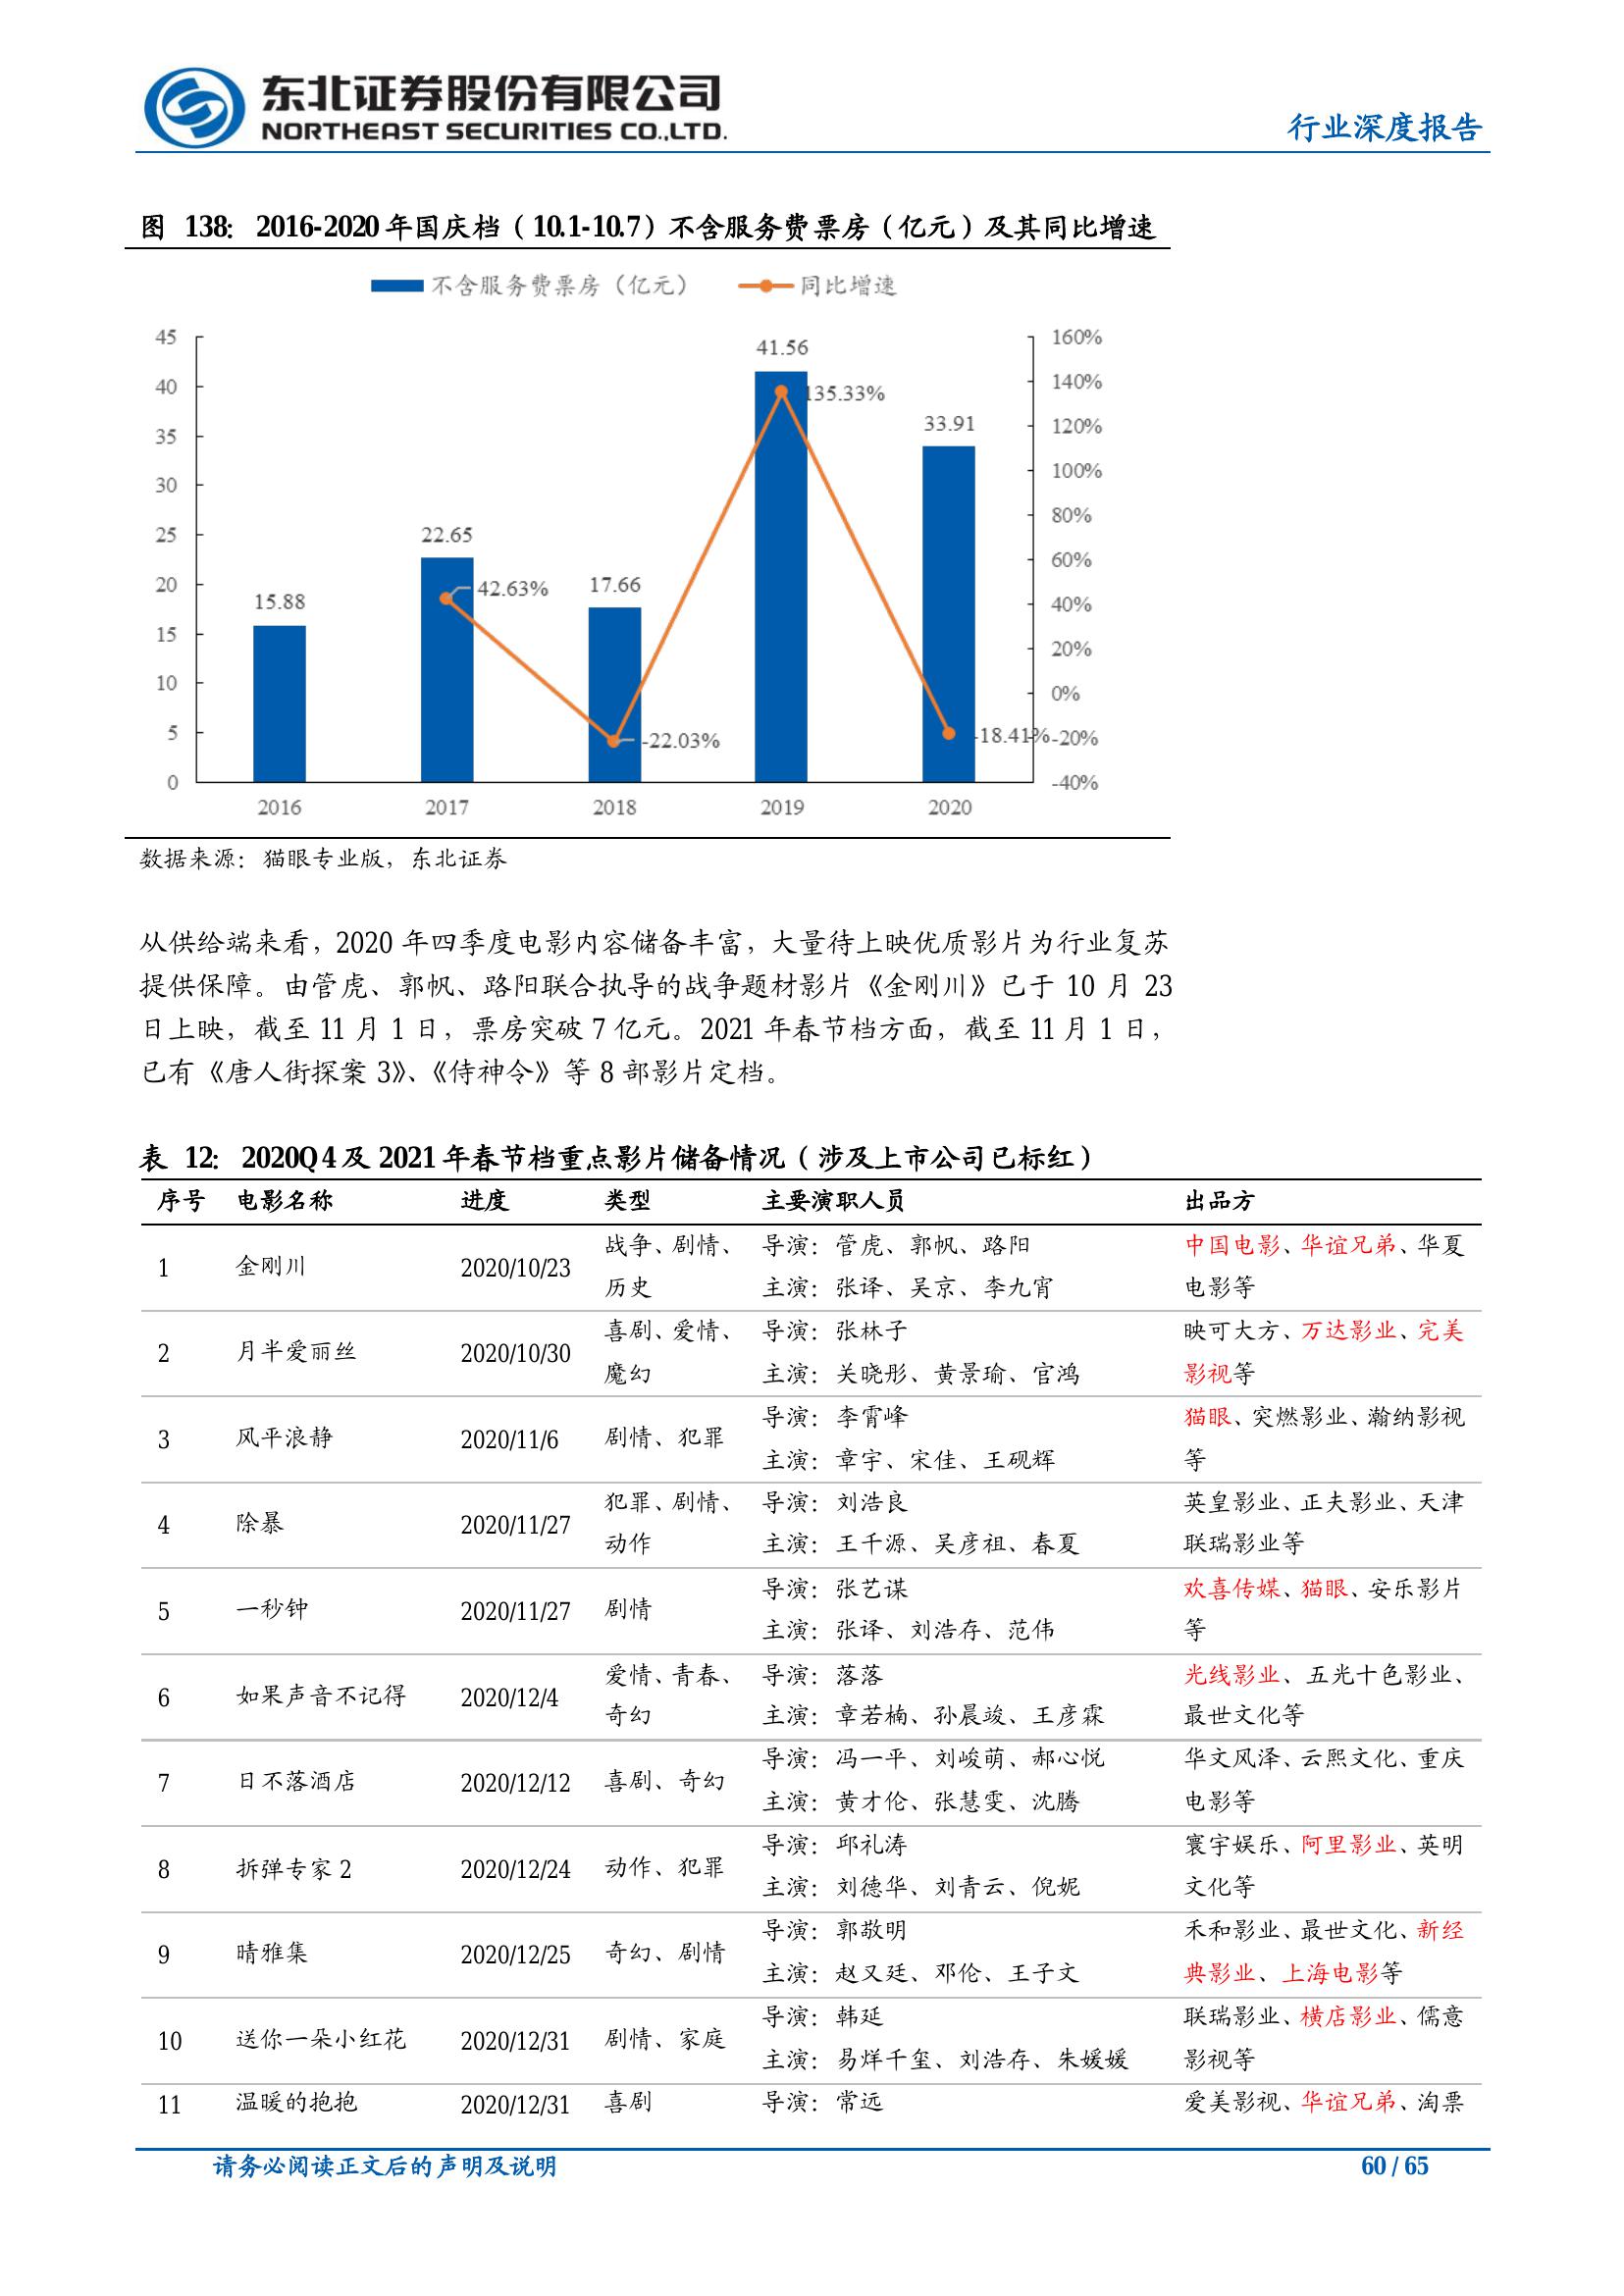 东北证券股份有限公司
NORTHEAST SECURITIES CO.,LTD.
行业深度报告
图 138: 2016-2020 年国庆档（10.1-10.7）不含服务费票房（亿元）及其同比增速
不含服务费票房（亿元） 同比增速
45 40 35 30 25 20 15 10 5 0
160% 140% 120% 100% 80% 60% 40% 20% 0% -20% -40%
15.88 22.65 17.66 41.56 33.91
42.63% -22.03% 135.33% -18.41%
2016 2017 2018 2019 2020
数据来源：猫眼专业版，东北证券
从供给端来看，2020 年四季度电影内容储备丰富，大量待上映优质影片为行业复苏
提供保障。由管虎、郭帆、路阳联合执导的战争题材影片《金刚川》已于 10 月 23
日上映，截至 11 月 1 日，票房突破 7 亿元。2021 年春节档方面，截至 11 月 1 日，
已有《唐人街探案 3》、《侍神令》等 8 部影片定档。
表 12: 2020Q4 及 2021 年春节档重点影片储备情况（涉及上市公司已标红）
序号 电影名称 进度 类型 主要演职人员 出品方
战争、剧情、 导演：管虎、郭帆、路阳 中国电影、华谊兄弟、华夏
1 金刚川 2020/10/23
历史 主演：张译、吴京、李九霄 电影等
喜剧、爱情、 导演：张林子 映可大方、万达影业、完美
2 月半爱丽丝 2020/10/30
魔幻 主演：关晓彤、黄景瑜、官鸿 影视等
导演：李霄峰 猫眼、突燃影业、瀚纳影视
3 风平浪静 2020/11/6 剧情、犯罪
主演：章宇、宋佳、王砚辉 等
犯罪、剧情、 导演：刘浩良 英皇影业、正夫影业、天津
4 除暴 2020/11/27
动作 主演：王千源、吴彦祖、春夏 联瑞影业等
导演：张艺谋 欢喜传媒、猫眼、安乐影片
5 一秒钟 2020/11/27 剧情
主演：张译、刘浩存、范伟 等
爱情、青春、 导演：落落 光线影业、五光十色影业、
6 如果声音不记得 2020/12/4
奇幻 主演：章若楠、孙晨竣、王彦霖 最世文化等
导演：冯一平、刘峻萌、郝心悦 华文风泽、云熙文化、重庆
7 日不落酒店 2020/12/12 喜剧、奇幻
主演：黄才伦、张慧雯、沈腾 电影等
导演：邱礼涛 寰宇娱乐、阿里影业、英明
8 拆弹专家 2 2020/12/24 动作、犯罪
主演：刘德华、刘青云、倪妮 文化等
导演：郭敬明 禾和影业、最世文化、新经
9 晴雅集 2020/12/25 奇幻、剧情
主演：赵又廷、邓伦、王子文 典影业、上海电影等
导演：韩延 联瑞影业、横店影业、儒意
10 送你一朵小红花 2020/12/31 剧情、家庭
主演：易烊千玺、刘浩存、朱媛媛 影视等
11 温暖的抱抱 2020/12/31 喜剧 导演：常远 爱美影视、华谊兄弟、淘票
请务必阅读正文后的声明及说明 60 / 65